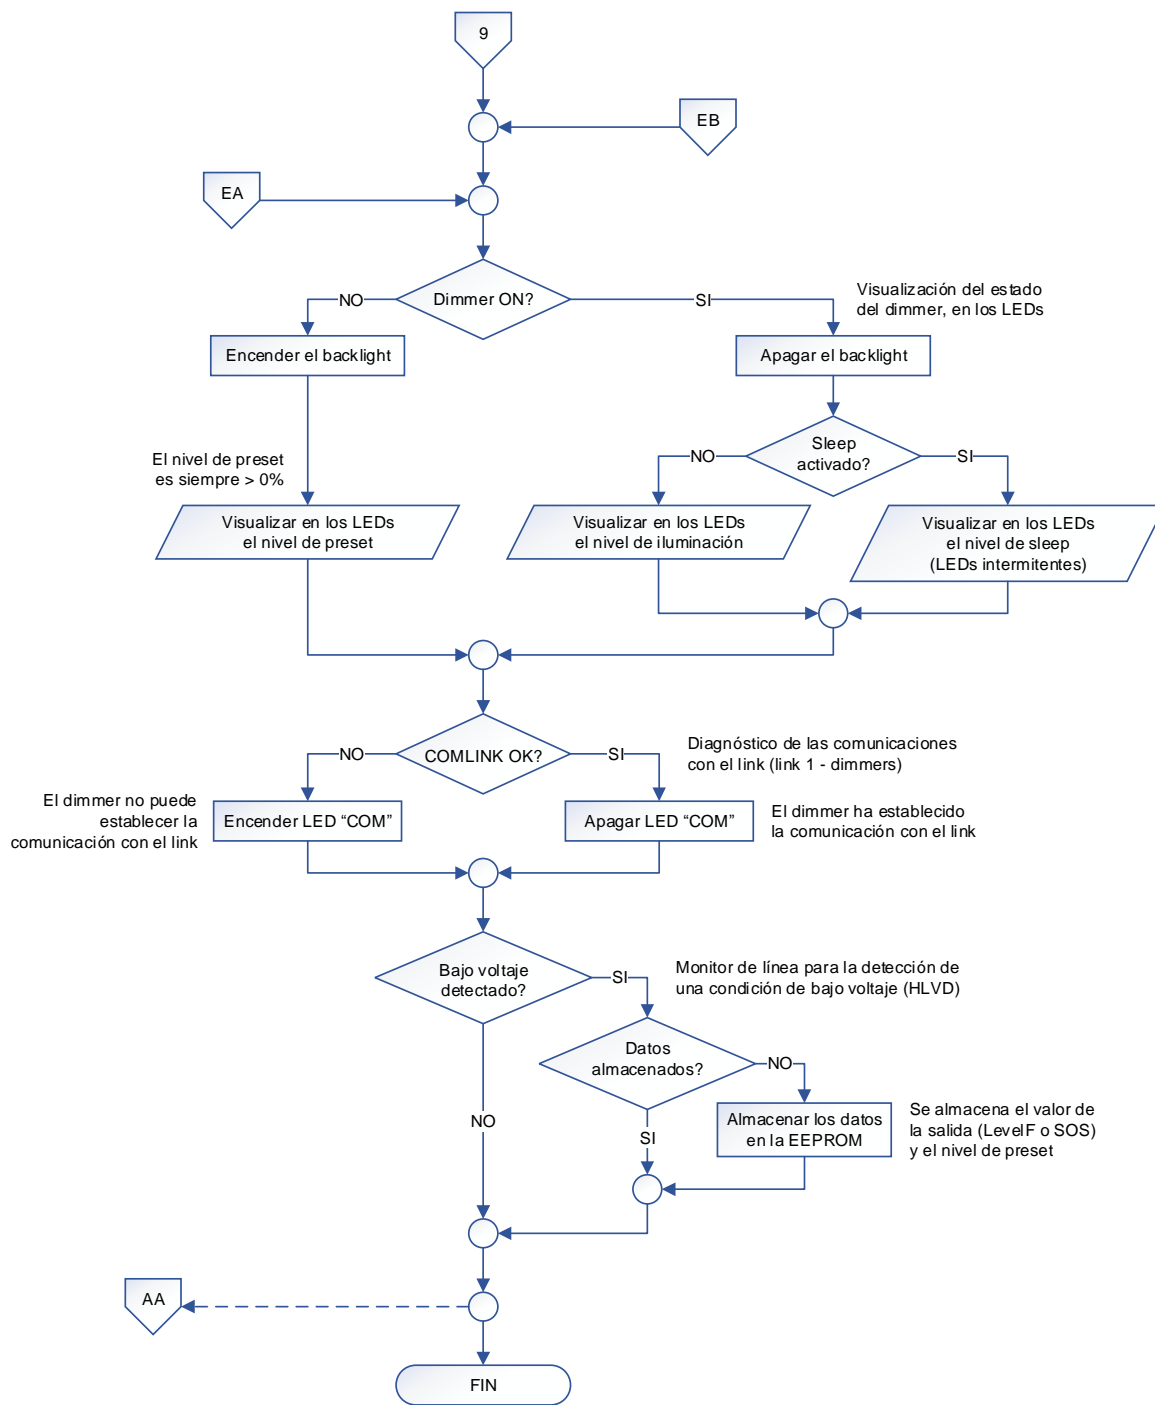 9
EB
EA
Dimmer ON?
NO
SI
Visualización del estado
del dimmer, en los LEDs
Encender el backlight
Apagar el backlight
Sleep
activado?
NO
SI
El nivel de preset
es siempre > 0%
Visualizar en los LEDs
el nivel de preset
Visualizar en los LEDs
el nivel de iluminación
Visualizar en los LEDs
el nivel de sleep
(LEDs intermitentes)
COMLINK OK?
NO
SI
Diagnóstico de las comunicaciones
con el link (link 1 - dimmers)
El dimmer no puede
establecer la
comunicación con el link
Encender LED “COM”
Apagar LED “COM”
El dimmer ha establecido
la comunicación con el link
Bajo voltaje
detectado?
SI
Monitor de línea para la detección de
una condición de bajo voltaje (HLVD)
Datos
almacenados?
NO
NO
SI
Almacenar los datos
en la EEPROM
Se almacena el valor de
la salida (LevelF o SOS)
y el nivel de preset
AA
FIN